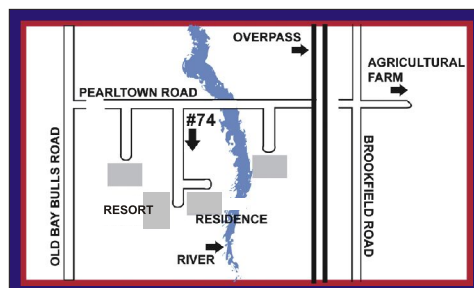 OVERPASS
AGRICULTURAL
FARM
PEARLTOWN ROAD
#74
OLD BAY BULLS ROAD
BROOKFIELD ROAD
RESORT
RESIDENCE
RIVER